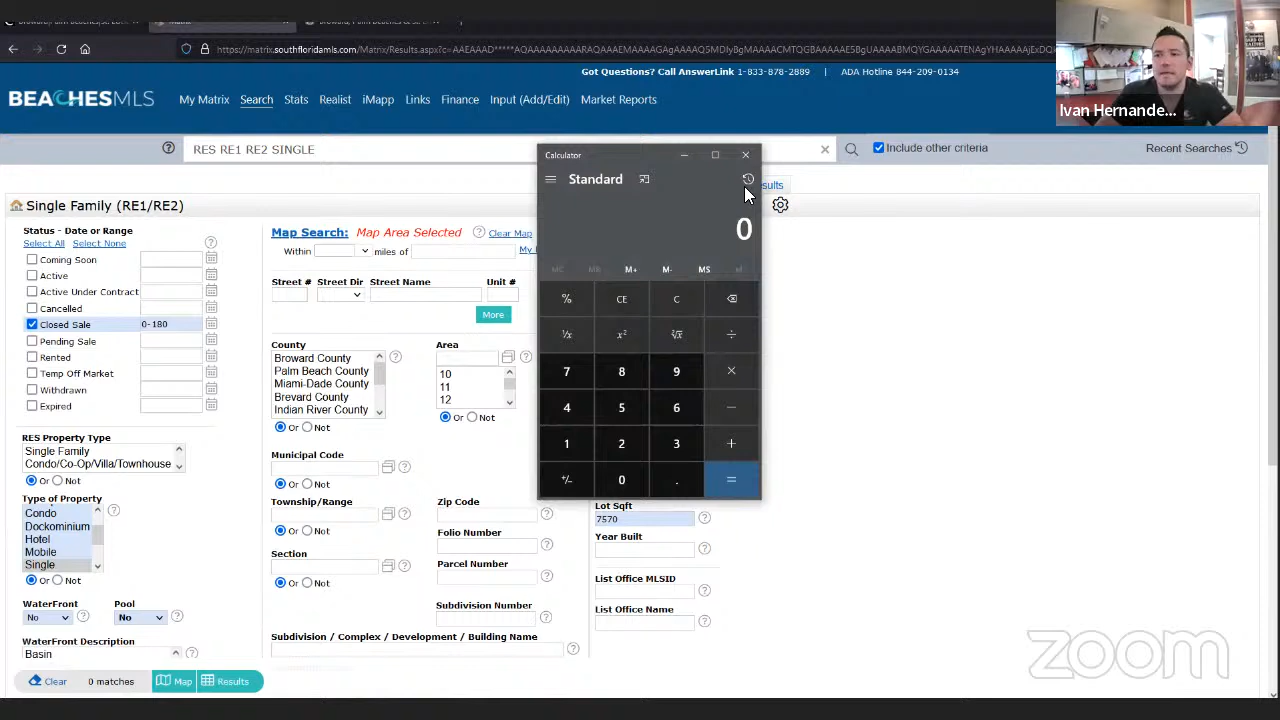 https://matrix.southfloridamls.com/Matrix/Results.aspx?c=
Got Questions? Call AnswerLink 1-833-878-2889 | ADA Hotline 844-209-0134
BEACHESMLS
My Matrix Search Stats Realist iMapp Links Finance Input (Add/Edit) Market Reports
Ivan Hernande...
RES RE1 RE2 SINGLE
Include other criteria
Recent Searches
Single Family (RE1/RE2)
Status - Date or Range
Select All Select None
Coming Soon
Active
Active Under Contract
Cancelled
Closed Sale 0-180
Pending Sale
Rented
Temp Off Market
Withdrawn
Expired
RES Property Type
Single Family
Condo/Co-Op/Villa/Townhouse
Or Not
Type of Property
Condo
Dockominium
Hotel
Mobile
Single
Or Not
WaterFront Pool
No No
WaterFront Description
Basin
Clear 0 matches Map Results
Map Search: Map Area Selected Clear Map
Within miles of
Street # Street Dir Street Name Unit #
More
County
Broward County
Palm Beach County
Miami-Dade County
Brevard County
Indian River County
Or Not
Area
10
11
12
Or Not
Municipal Code
Or Not
Township/Range
Or Not
Section
Or Not
Zip Code
Folio Number
Parcel Number
Subdivision Number
Subdivision / Complex / Development / Building Name
Calculator
Standard
0
MC M+ M- MS
% CE C
1/x x²
7 8 9 ×
4 5 6 −
1 2 3 +
+/- 0 . =
Lot Sqft
7570
Year Built
List Office MLSID
List Office Name
zoom